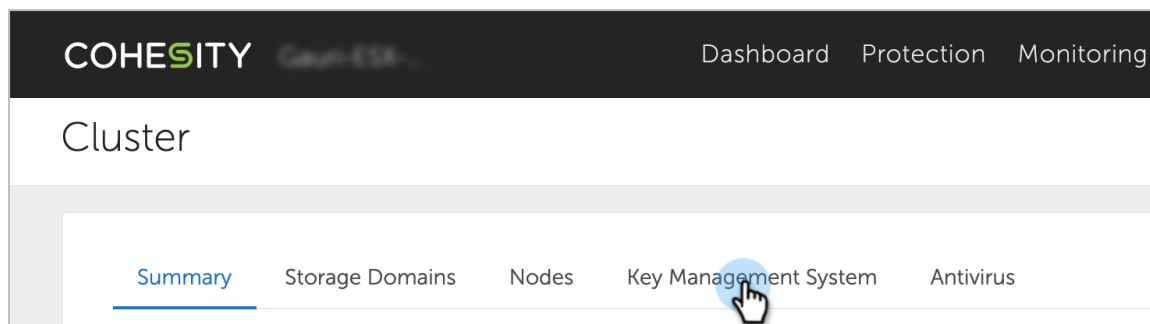 COHESITY Dashboard Protection Monitoring
Cluster
Summary Storage Domains Nodes Key Management System Antivirus